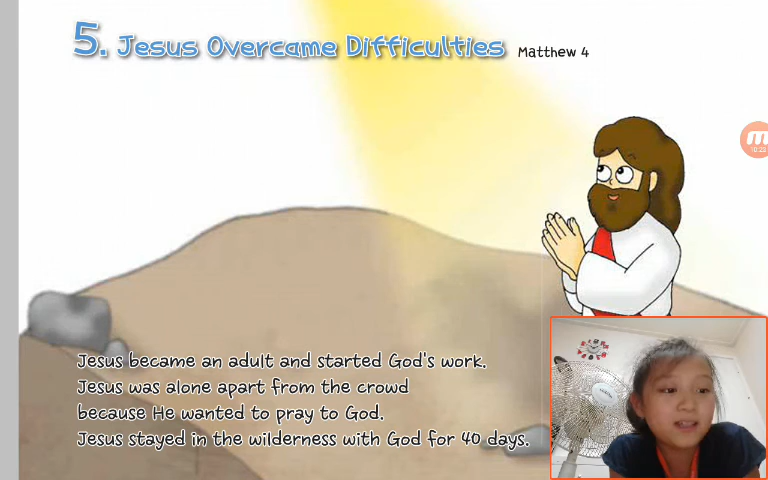 5. Jesus Overcame Difficulties Matthew 4
Jesus became an adult and started God's work.
Jesus was alone apart from the crowd
because He wanted to pray to God.
Jesus stayed in the wilderness with God for 40 days.